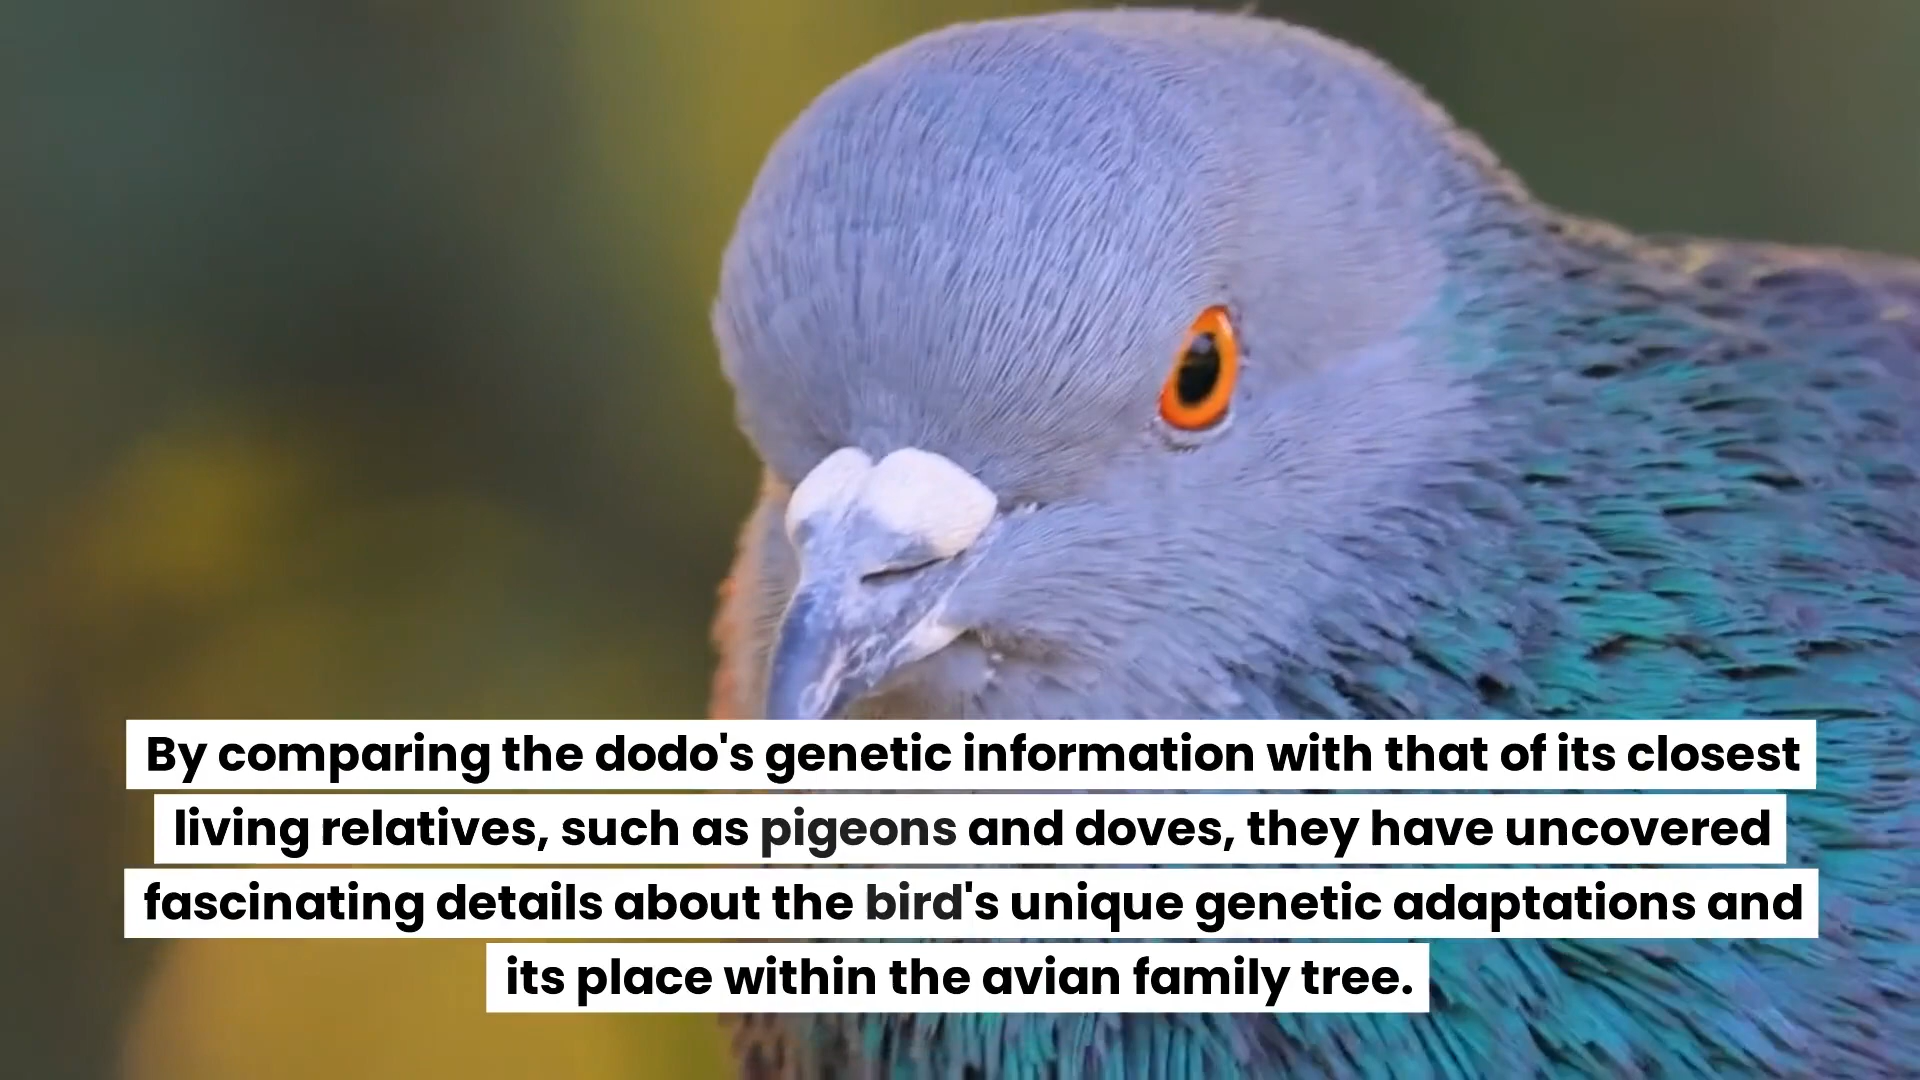 By comparing the dodo's genetic information with that of its closest
living relatives, such as pigeons and doves, they have uncovered
fascinating details about the bird's unique genetic adaptations and
its place within the avian family tree.